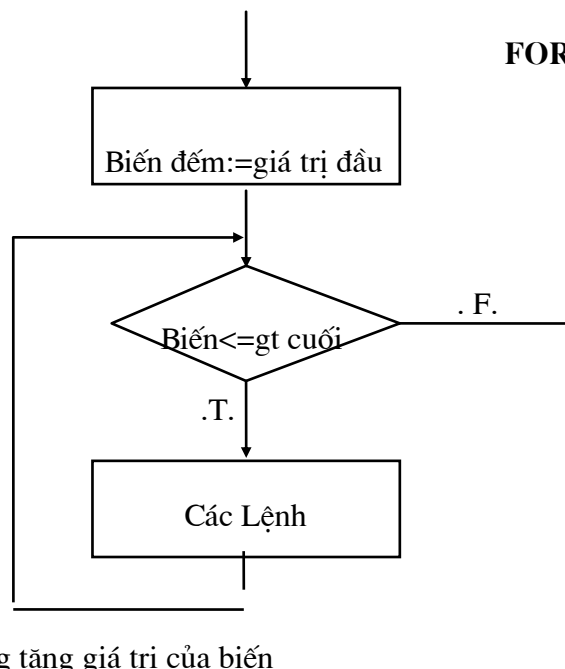 FOR
Biến đếm:=giá trị đầu
Biến<=gt cuối
. F.
.T.
Các Lệnh
g tăng giá trị của biến